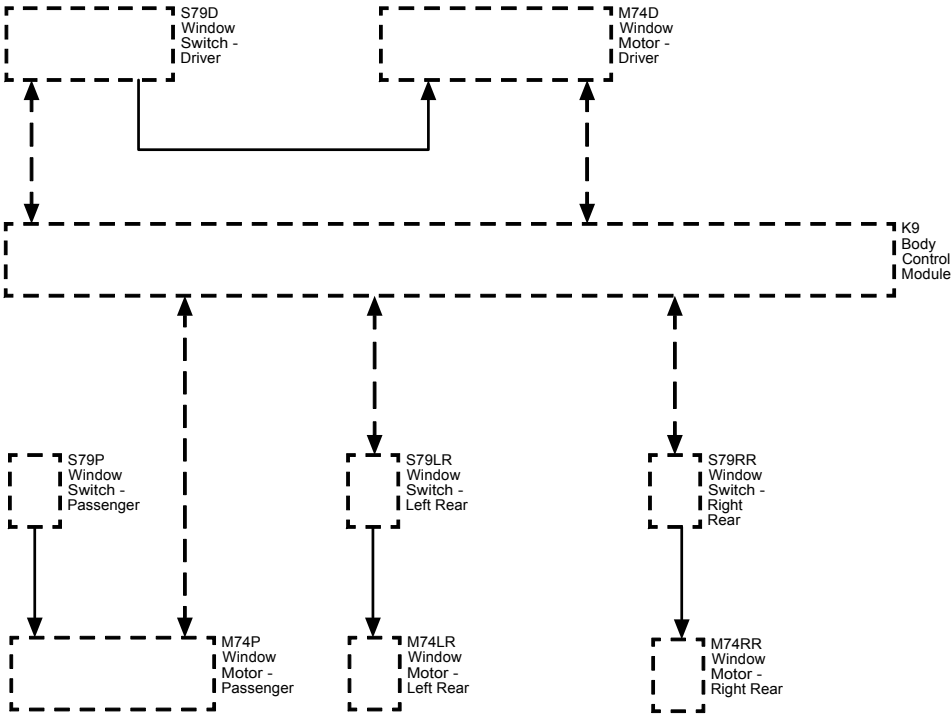 S79D
Window
Switch -
Driver
M74D
Window
Motor -
Driver
K9
Body
Control
Module
S79P
Window
Switch -
Passenger
S79LR
Window
Switch -
Left Rear
S79RR
Window
Switch -
Right
Rear
M74P
Window
Motor -
Passenger
M74LR
Window
Motor -
Left Rear
M74RR
Window
Motor -
Right Rear